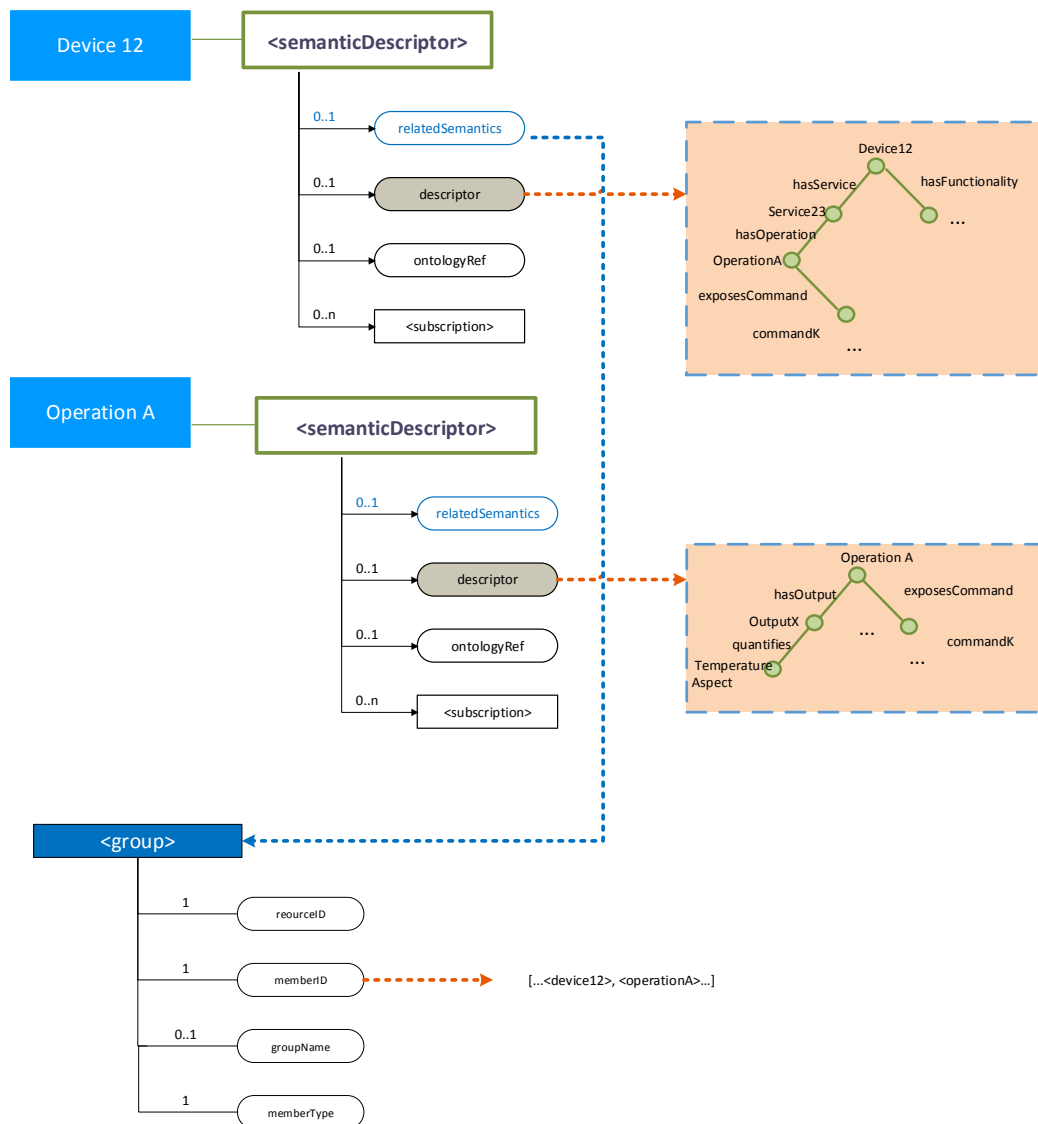 Device 12
<semanticDescriptor>
0..1
relatedSemantics
0..1
descriptor
0..1
ontologyRef
0..n
<subscription>
Device12
hasService
hasFunctionality
Service23
...
hasOperation
OperationA
exposesCommand
commandK
...
Operation A
<semanticDescriptor>
0..1
relatedSemantics
0..1
descriptor
0..1
ontologyRef
0..n
<subscription>
Operation A
hasOutput
exposesCommand
OutputX
...
quantifies
commandK
...
Temperature
Aspect
<group>
1
reourceID
1
memberID
[...<device12>, <operationA>...]
0..1
groupName
1
memberType